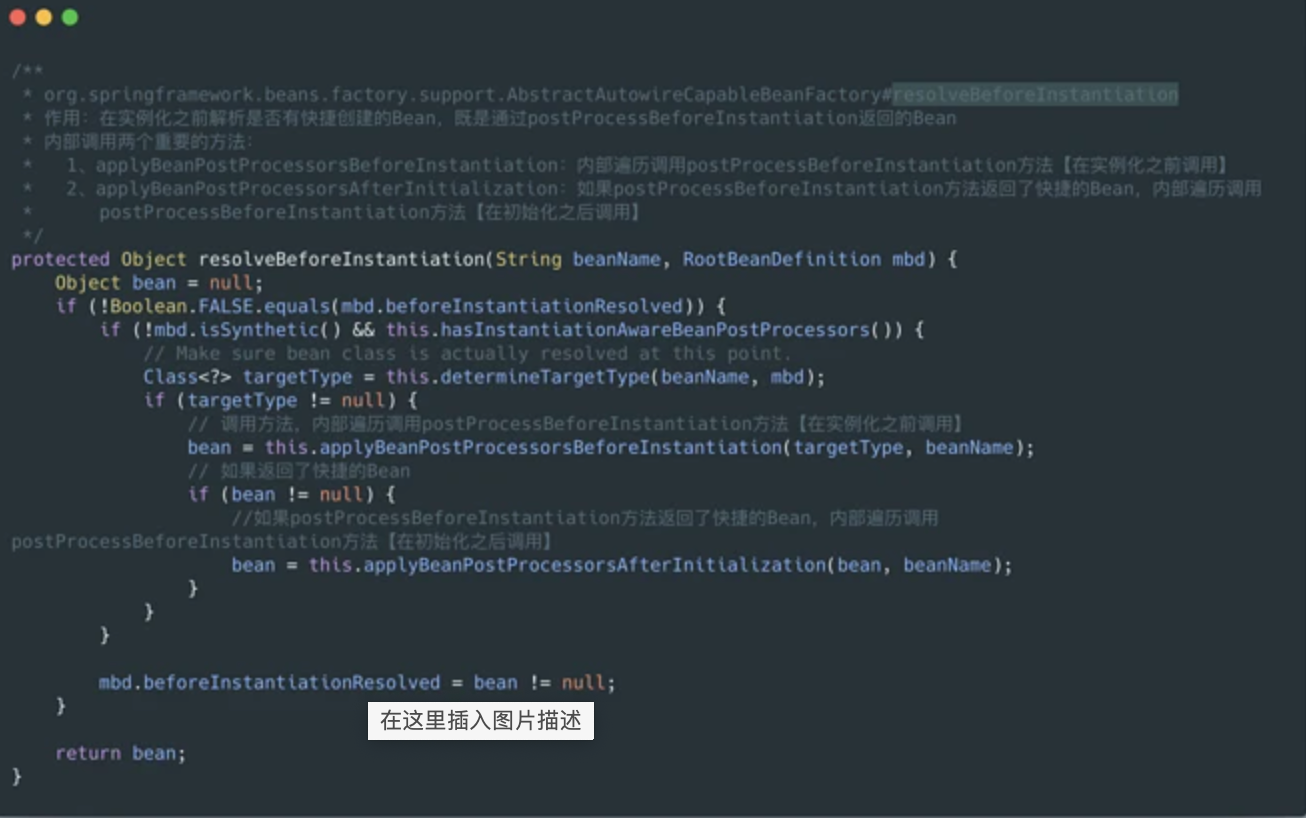 /**
 * org.springframework.beans.factory.support.AbstractAutowireCapableBeanFactory#resolveBeforeInstantiation
 * 作用：在实例化之前解析是否有快捷创建的Bean，既是通过postProcessBeforeInstantiation返回的Bean
 * 内部调用两个重要的方法：
 *   1、applyBeanPostProcessorsBeforeInstantiation：内部遍历调用postProcessBeforeInstantiation方法【在实例化之前调用】
 *   2、applyBeanPostProcessorsAfterInitialization：如果postProcessBeforeInstantiation方法返回了快捷的Bean，内部遍历调用
 *      postProcessBeforeInstantiation方法【在初始化之后调用】
 */
protected Object resolveBeforeInstantiation(String beanName, RootBeanDefinition mbd) {
    Object bean = null;
    if (!Boolean.FALSE.equals(mbd.beforeInstantiationResolved)) {
        if (!mbd.isSynthetic() && this.hasInstantiationAwareBeanPostProcessors()) {
            // Make sure bean class is actually resolved at this point.
            Class<?> targetType = this.determineTargetType(beanName, mbd);
            if (targetType != null) {
                // 调用方法，内部遍历调用postProcessBeforeInstantiation方法【在实例化之前调用】
                bean = this.applyBeanPostProcessorsBeforeInstantiation(targetType, beanName);
                // 如果返回了快捷的Bean
                if (bean != null) {
                    //如果postProcessBeforeInstantiation方法返回了快捷的Bean，内部遍历调用
postProcessBeforeInstantiation方法【在初始化之后调用】
                    bean = this.applyBeanPostProcessorsAfterInitialization(bean, beanName);
                }
            }
        }
        mbd.beforeInstantiationResolved = bean != null;
    }
在这里插入图片描述
    return bean;
}